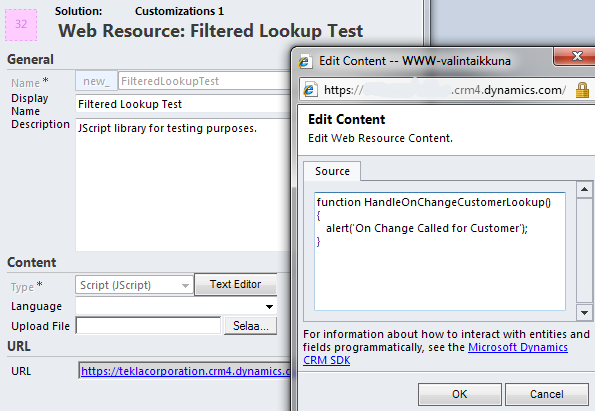 32
Solution: Customizations 1
Web Resource: Filtered Lookup Test
General
Name * new_ FilteredLookupTest
Display Name Filtered Lookup Test
Description JScript library for testing purposes.
Content
Type * Script (JScript) Text Editor
Language
Upload File Selaa...
URL
URL https://teklacorporation.crm4.dynamics.c
Edit Content -- WWW-valintaikkuna
https:// .crm4.dynamics.com/
Edit Content
Edit Web Resource Content.
Source
function HandleOnChangeCustomerLookup()
{
alert('On Change Called for Customer');
}
For information about how to interact with entities and
fields programmatically, see the Microsoft Dynamics
CRM SDK
OK Cancel